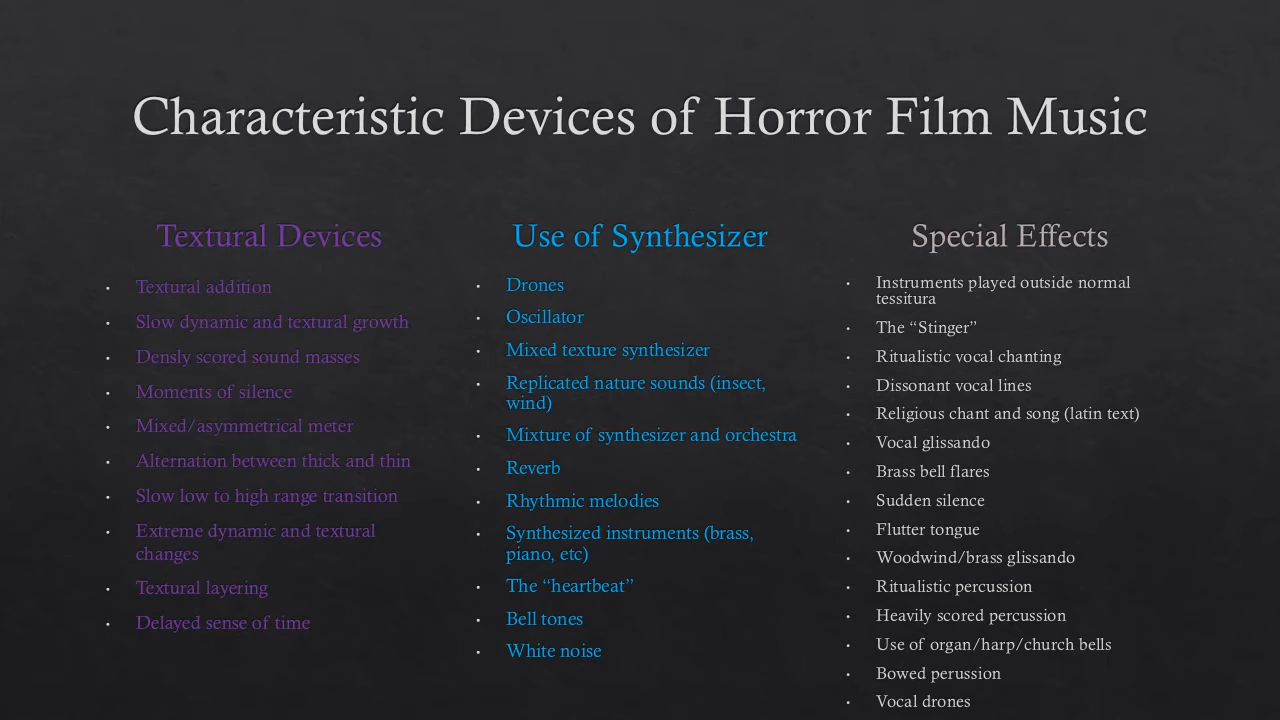 Characteristic Devices of Horror Film Music
Textural Devices
• Textural addition
• Slow dynamic and textural growth
• Densly scored sound masses
• Moments of silence
• Mixed/asymmetrical meter
• Alternation between thick and thin
• Slow low to high range transition
• Extreme dynamic and textural
changes
• Textural layering
• Delayed sense of time
Use of Synthesizer
• Drones
• Oscillator
• Mixed texture synthesizer
• Replicated nature sounds (insect,
wind)
• Mixture of synthesizer and orchestra
• Reverb
• Rhythmic melodies
• Synthesized instruments (brass,
piano, etc)
• The “heartbeat”
• Bell tones
• White noise
Special Effects
• Instruments played outside normal
tessitura
• The “Stinger”
• Ritualistic vocal chanting
• Dissonant vocal lines
• Religious chant and song (latin text)
• Vocal glissando
• Brass bell flares
• Sudden silence
• Flutter tongue
• Woodwind/brass glissando
• Ritualistic percussion
• Heavily scored percussion
• Use of organ/harp/church bells
• Bowed perussion
• Vocal drones